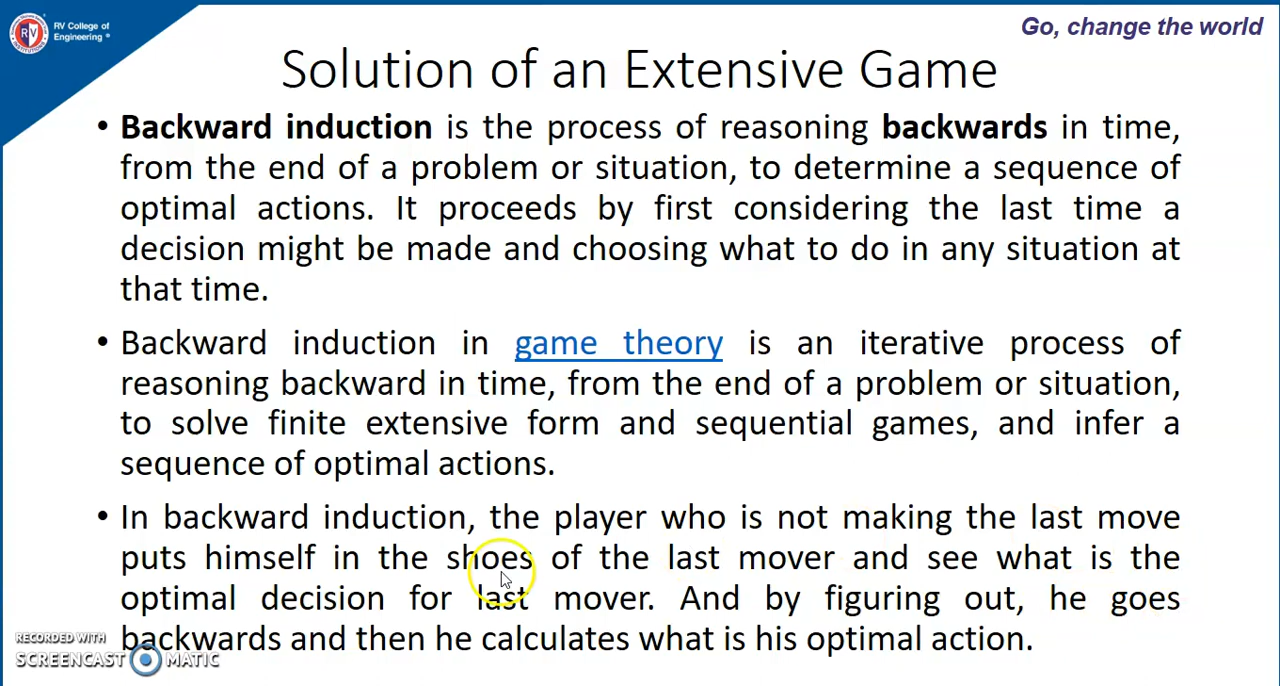 RV College of
Engineering
Go, change the world
Solution of an Extensive Game
• Backward induction is the process of reasoning backwards in time,
from the end of a problem or situation, to determine a sequence of
optimal actions. It proceeds by first considering the last time a
decision might be made and choosing what to do in any situation at
that time.
• Backward induction in game theory is an iterative process of
reasoning backward in time, from the end of a problem or situation,
to solve finite extensive form and sequential games, and infer a
sequence of optimal actions.
• In backward induction, the player who is not making the last move
puts himself in the shoes of the last mover and see what is the
optimal decision for last mover. And by figuring out, he goes
backwards and then he calculates what is his optimal action.
RECORDED WITH
SCREENCAST MATIC